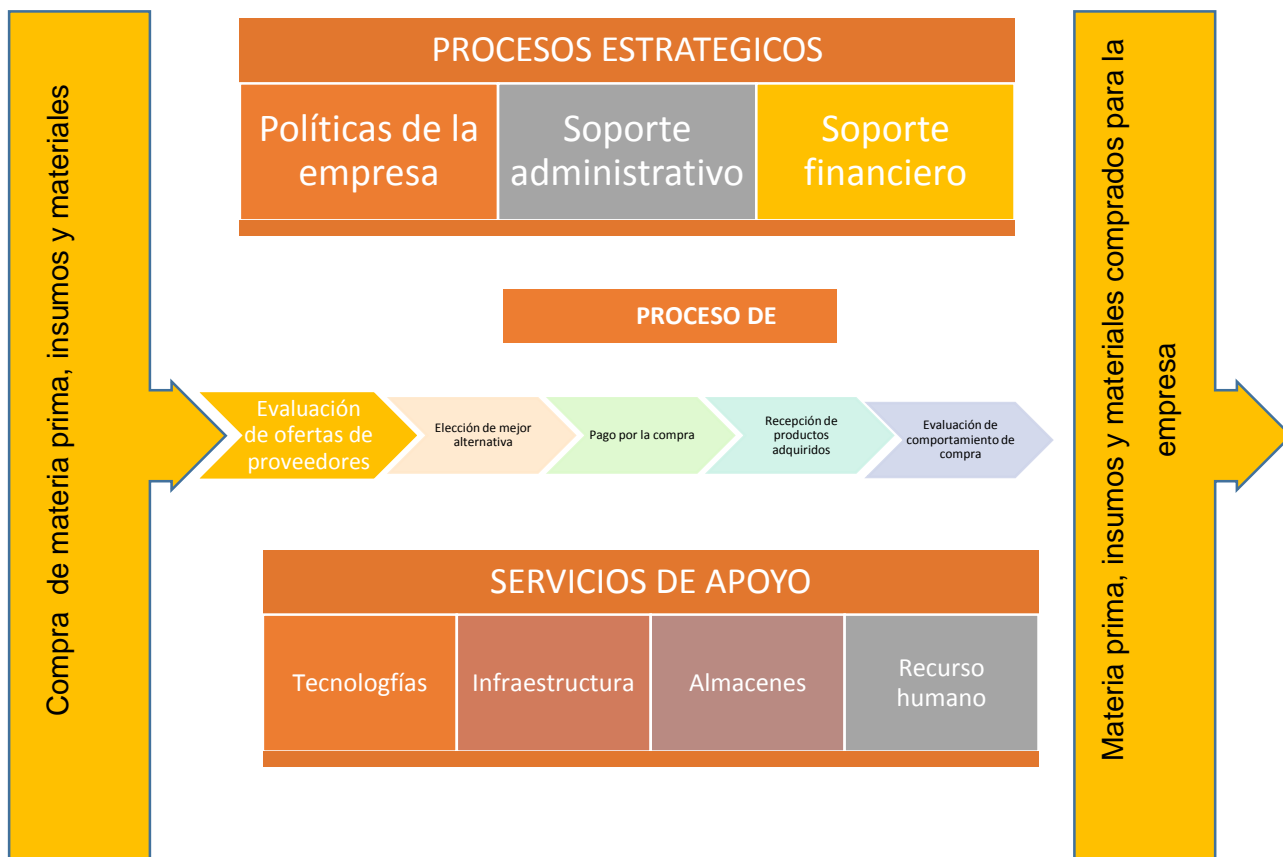 Compra de materia prima, insumos y materiales
PROCESOS ESTRATEGICOS
Políticas de la
empresa
Soporte
administrativo
Soporte
financiero
PROCESO DE
Evaluación
de ofertas de
proveedores
Elección de mejor
alternativa
Pago por la compra
Recepción de
productos
adquiridos
Evaluación de
comportamiento de
compra
SERVICIOS DE APOYO
Tecnologfías
Infraestructura
Almacenes
Recurso
humano
Materia prima, insumos y materiales comprados para la
empresa